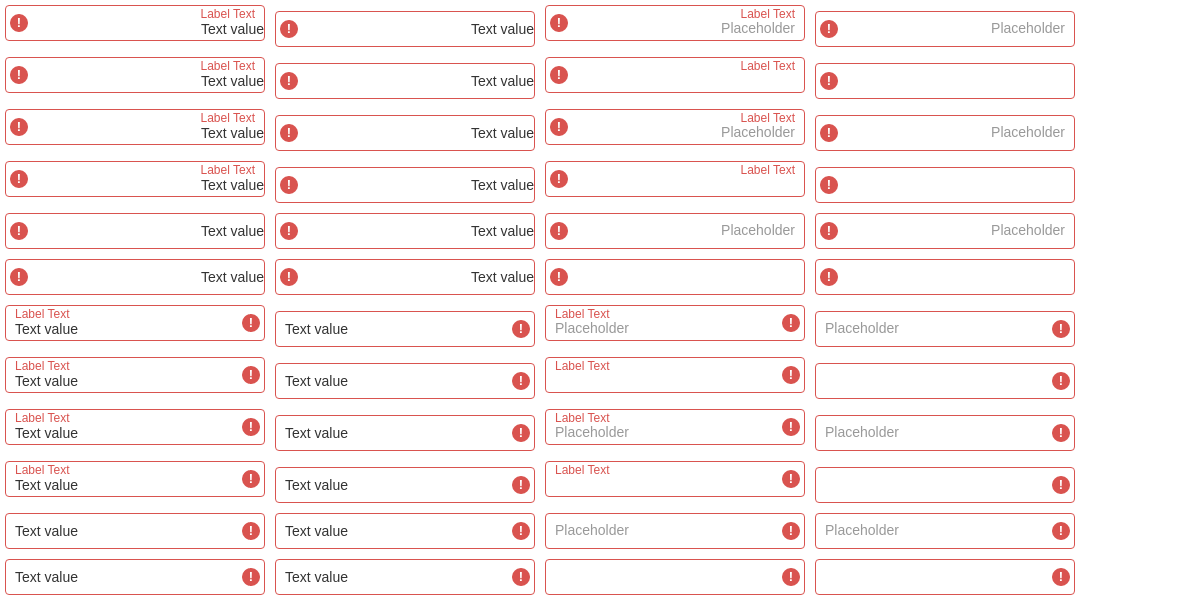 ! Label Text
Text value
! Text value
! Label Text
Placeholder
! Placeholder
! Label Text
Text value
! Text value
! Label Text
!
! Label Text
Text value
! Text value
! Label Text
Placeholder
! Placeholder
! Label Text
Text value
! Text value
! Label Text
!
! Text value
! Text value
! Placeholder
! Placeholder
! Text value
! Text value
!
!
Label Text
Text value !
Text value !
Label Text
Placeholder !
Placeholder !
Label Text
Text value !
Text value !
Label Text !
!
Label Text
Text value !
Text value !
Label Text
Placeholder !
Placeholder !
Label Text
Text value !
Text value !
Label Text !
!
Text value !
Text value !
Placeholder !
Placeholder !
Text value !
Text value !
!
!